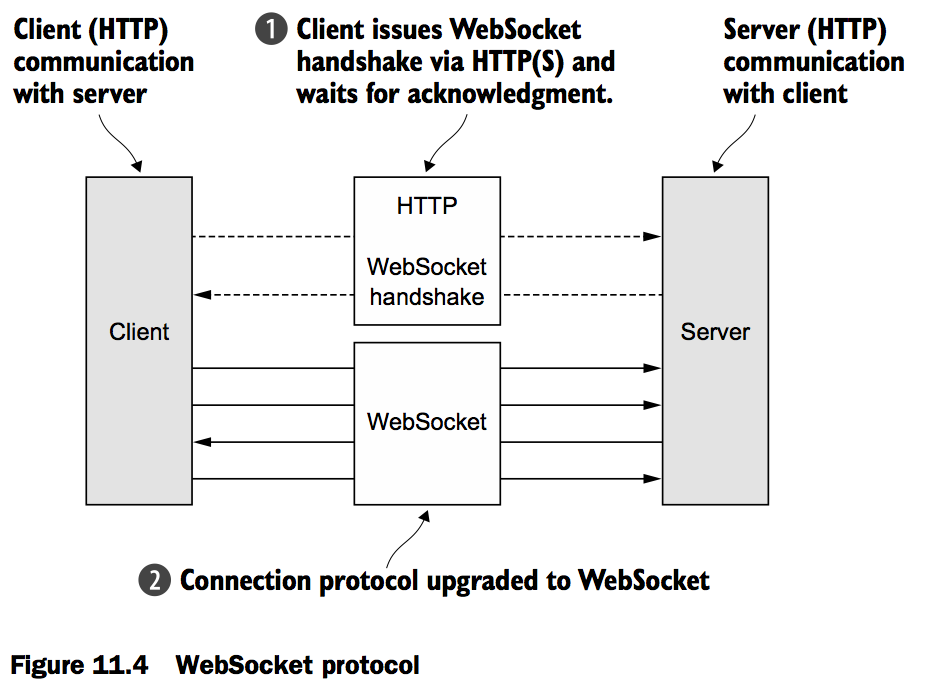 Client (HTTP)
communication
with server
1 Client issues WebSocket
handshake via HTTP(S) and
waits for acknowledgment.
Server (HTTP)
communication
with client
HTTP
WebSocket
handshake
Client
Server
WebSocket
2 Connection protocol upgraded to WebSocket
Figure 11.4 WebSocket protocol